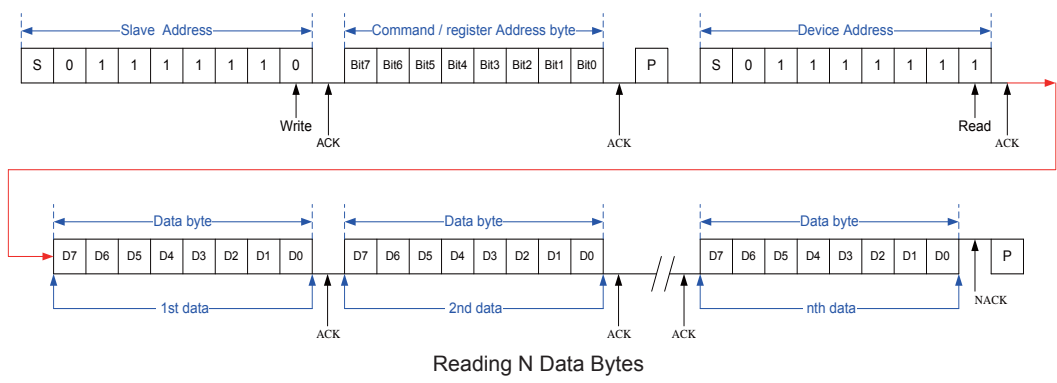 Slave Address Command / register Address byte Device Address
S 0 1 1 1 1 1 1 0 Bit7 Bit6 Bit5 Bit4 Bit3 Bit2 Bit1 Bit0 P S 0 1 1 1 1 1 1 1
Write ACK ACK Read ACK
Data byte Data byte Data byte
D7 D6 D5 D4 D3 D2 D1 D0 D7 D6 D5 D4 D3 D2 D1 D0 // D7 D6 D5 D4 D3 D2 D1 D0 P
1st data 2nd data nth data NACK
ACK ACK ACK
Reading N Data Bytes